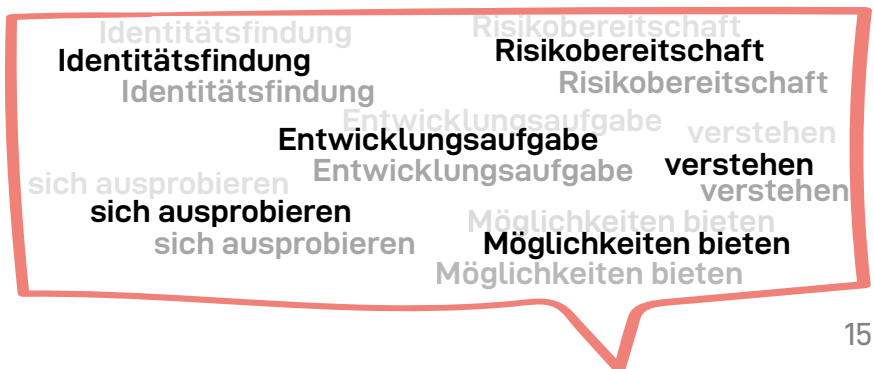 Identitätsfindung
Risikobereitschaft
Identitätsfindung
Risikobereitschaft
Identitätsfindung
Risikobereitschaft
Entwicklungsaufgabe
verstehen
Entwicklungsaufgabe
Entwicklungsaufgabe
verstehen
verstehen
sich ausprobieren
sich ausprobieren
Möglichkeiten bieten
sich ausprobieren
Möglichkeiten bieten
Möglichkeiten bieten
15